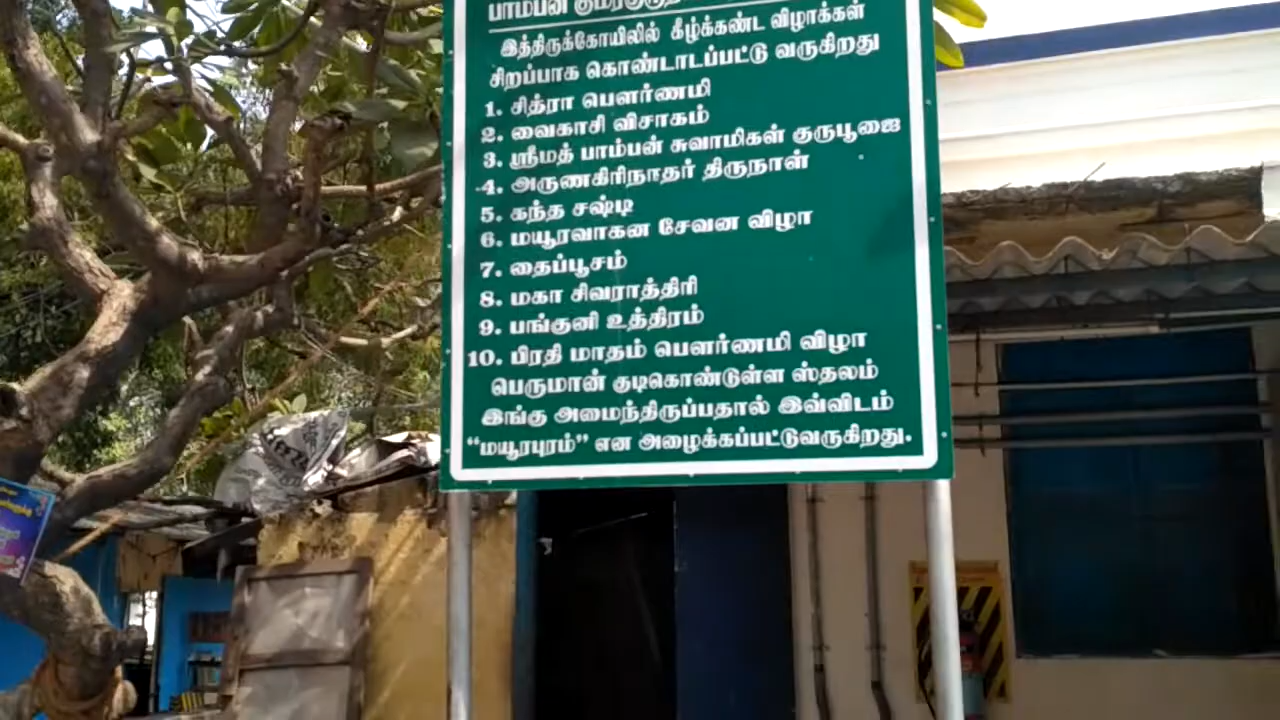 பாம்பன்
இத்திருக்கோயிலில் கீழ்க்கண்ட விழாக்கள்
சிறப்பாக கொண்டாடப்பட்டு வருகிறது
1. சித்ரா பௌர்ணமி
2. வைகாசி விசாகம்
3. ஸ்ரீமத் பாம்பன் சுவாமிகள் குருபூஜை
4. அருணகிரிநாதர் திருநாள்
5. கந்த சஷ்டி
6. மயூரவாகன சேவன விழா
7. தைப்பூசம்
8. மகா சிவராத்திரி
9. பங்குனி உத்திரம்
10. பிரதி மாதம் பௌர்ணமி விழா
பெருமான் குடிகொண்டுள்ள ஸ்தலம்
இங்கு அமைந்திருப்பதால் இவ்விடம்
“மயூரபுரம்” என அழைக்கப்பட்டுவருகிறது.